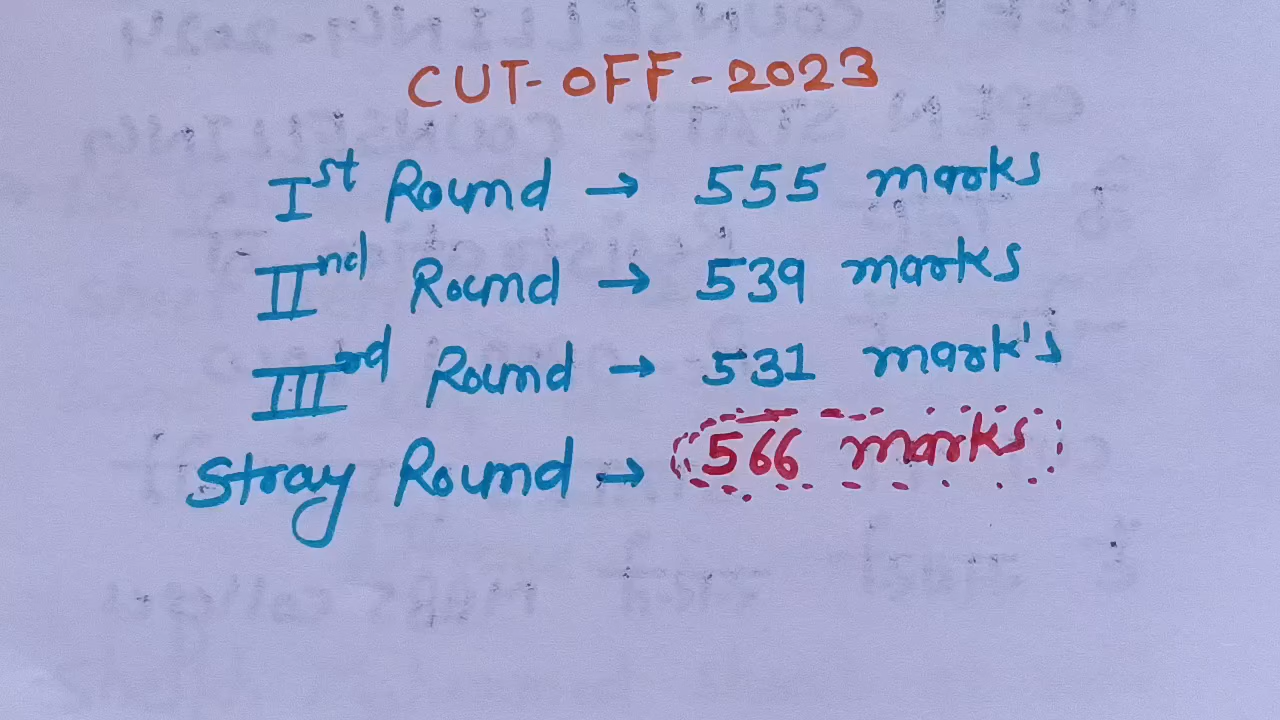 CUT-OFF-2023
Ist Round → 555 marks
IInd Round → 539 marks
IIIrd Round → 531 mark's
Stray Round → 566 marks